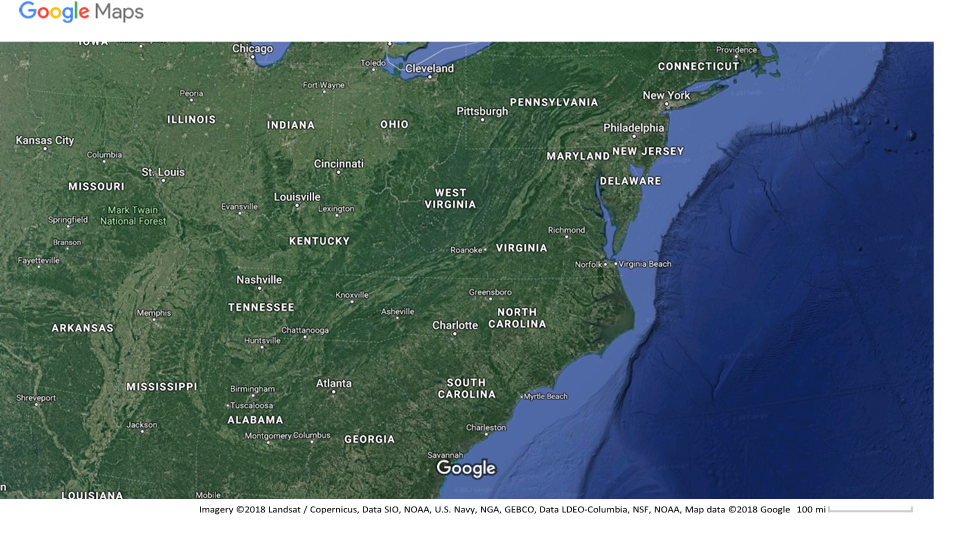 Google Maps
IOWA
Chicago
Toledo
Cleveland
Providence
CONNECTICUT
Peoria
Fort Wayne
New York
ILLINOIS
INDIANA
OHIO
Pittsburgh
PENNSYLVANIA
Kansas City
Philadelphia
Columbia
Cincinnati
MARYLAND
NEW JERSEY
St. Louis
MISSOURI
DELAWARE
Louisville
WEST
VIRGINIA
Evansville
Lexington
Mark Twain
National Forest
Springfield
Richmond
Branson
KENTUCKY
Roanoke
VIRGINIA
Fayetteville
Norfolk
Virginia Beach
Nashville
Knoxville
Greensboro
TENNESSEE
Memphis
Asheville
NORTH
CAROLINA
ARKANSAS
Chattanooga
Charlotte
Huntsville
MISSISSIPPI
Birmingham
Atlanta
SOUTH
CAROLINA
Shreveport
Tuscaloosa
Myrtle Beach
ALABAMA
Jackson
Montgomery
Columbus
GEORGIA
Charleston
Savannah
Google
n
LOUISIANA
Mobile
Imagery ©2018 Landsat / Copernicus, Data SIO, NOAA, U.S. Navy, NGA, GEBCO, Data LDEO-Columbia, NSF, NOAA, Map data ©2018 Google 100 mi